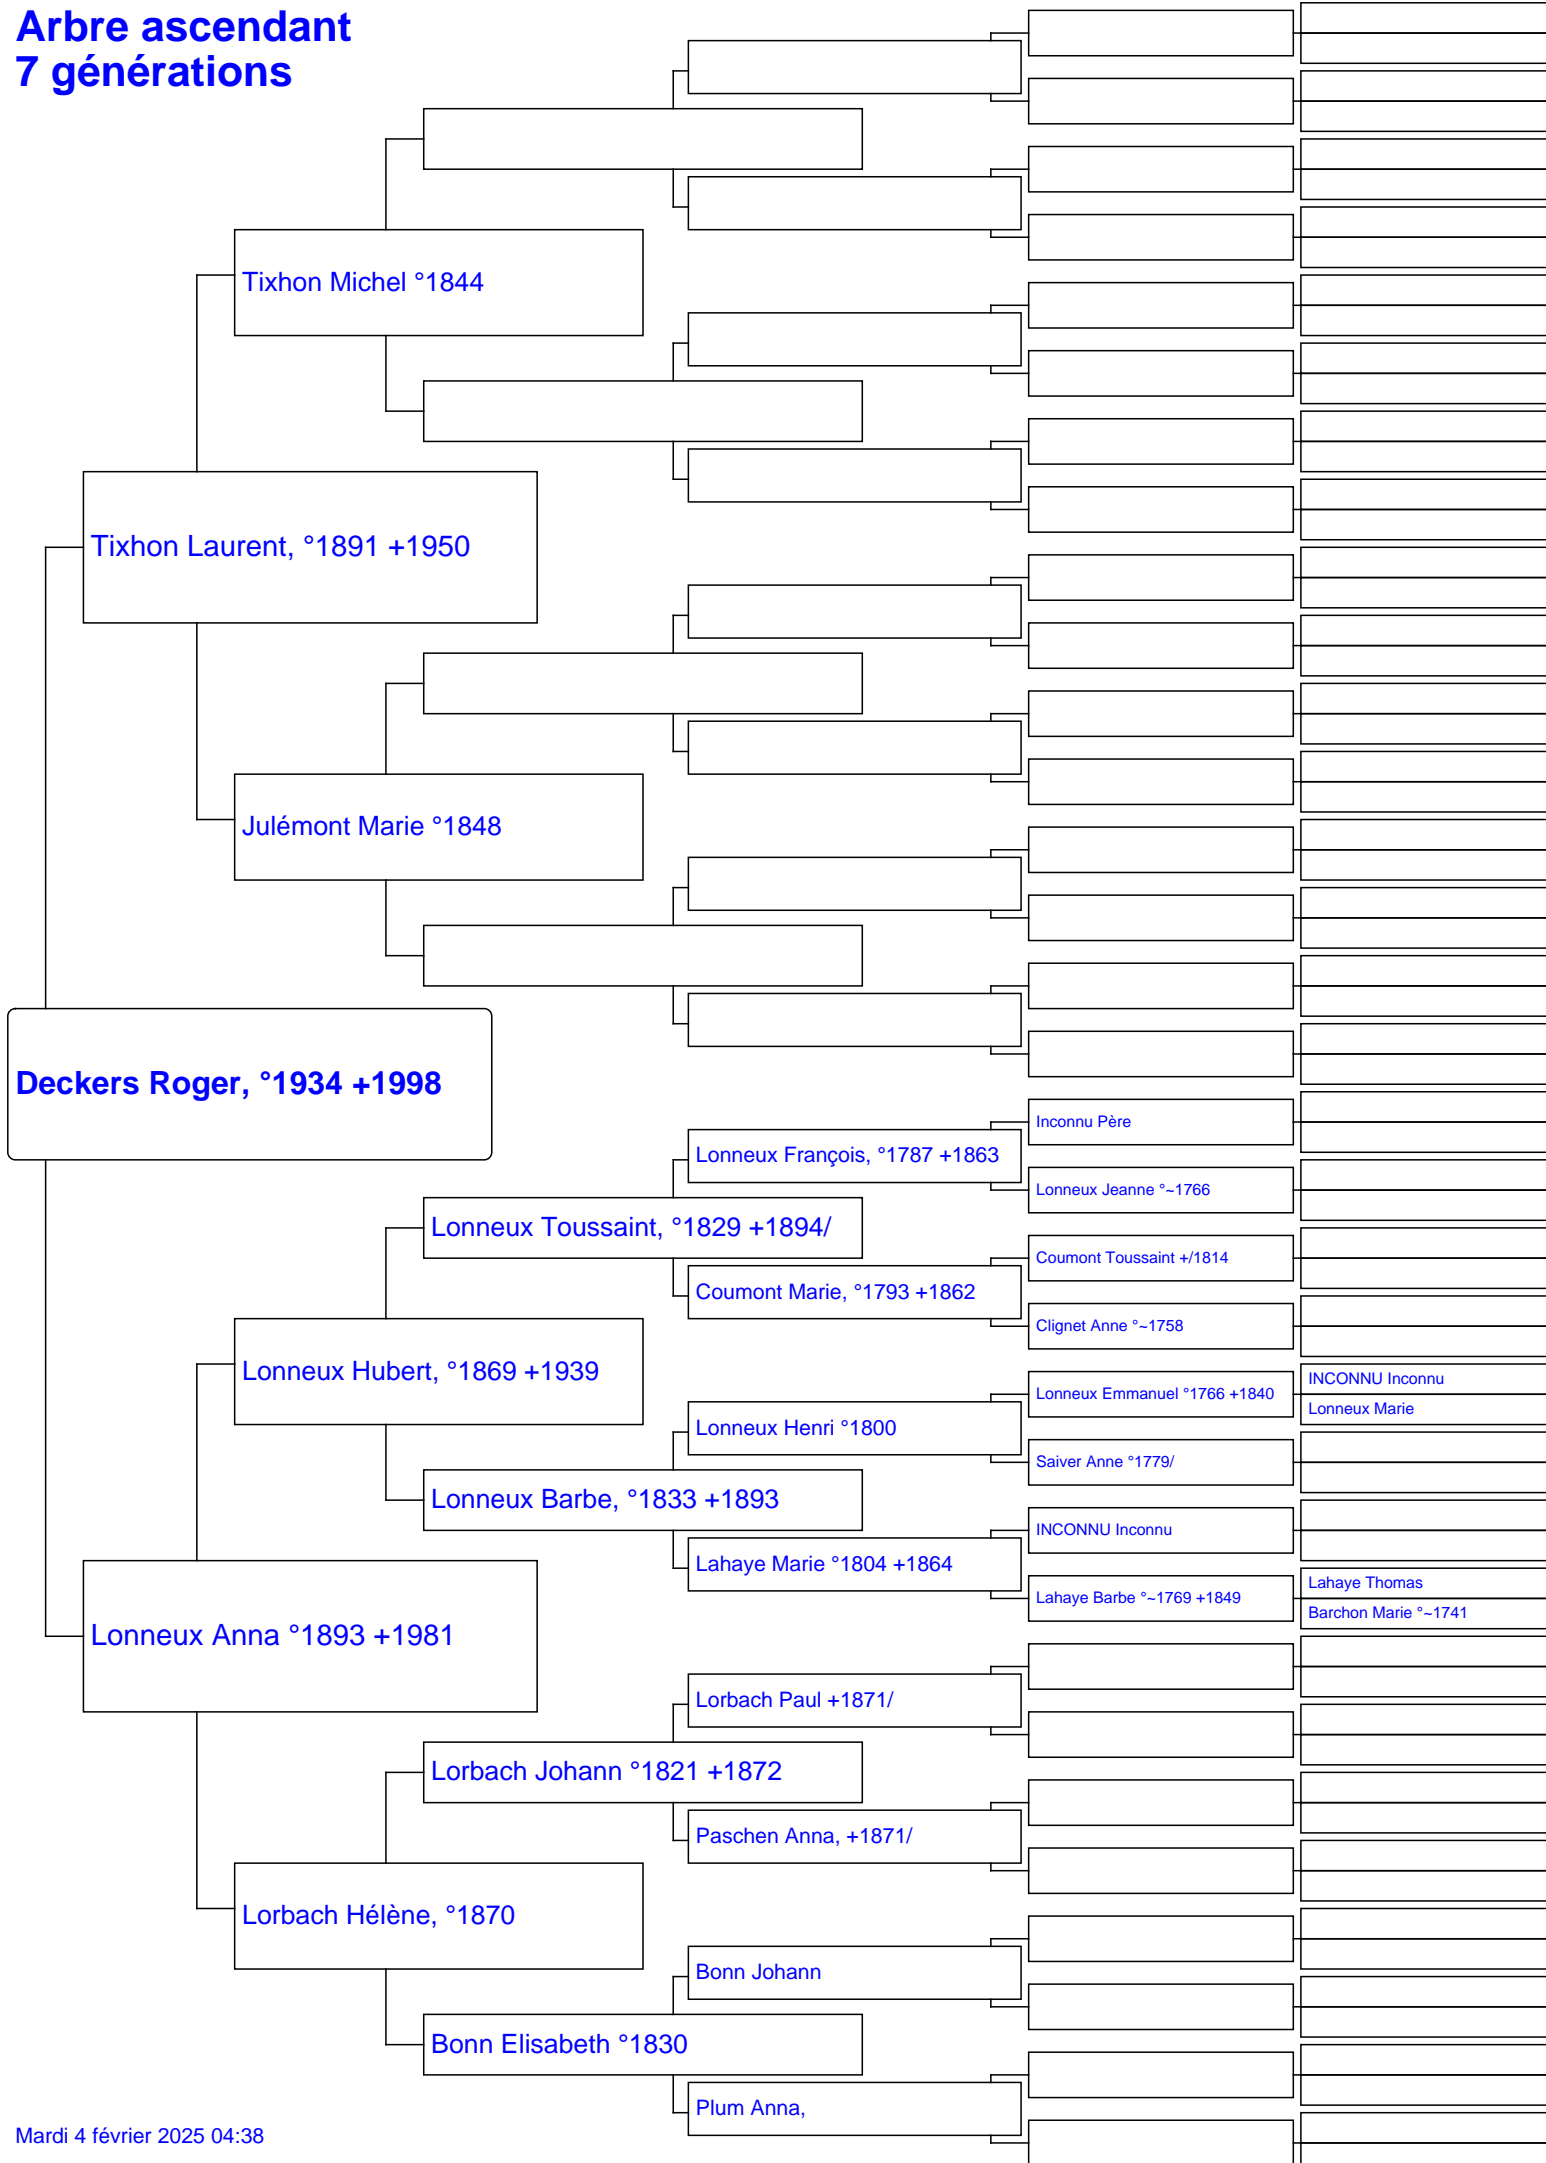 Arbre ascendant
7 générations
Tixhon Michel °1844
Tixhon Laurent, °1891 +1950
Julémont Marie °1848
Deckers Roger, °1934 +1998
Inconnu Père
Lonneux François, °1787 +1863
Lonneux Jeanne °~1766
Lonneux Toussaint, °1829 +1894/
Coumont Toussaint +/1814
Coumont Marie, °1793 +1862
Clignet Anne °~1758
Lonneux Hubert, °1869 +1939
INCONNU Inconnu
Lonneux Emmanuel °1766 +1840
Lonneux Marie
Lonneux Henri °1800
Saiver Anne °1779/
Lonneux Barbe, °1833 +1893
INCONNU Inconnu
Lahaye Marie °1804 +1864
Lahaye Thomas
Lahaye Barbe °~1769 +1849
Barchon Marie °~1741
Lonneux Anna °1893 +1981
Lorbach Paul +1871/
Lorbach Johann °1821 +1872
Paschen Anna, +1871/
Lorbach Hélène, °1870
Bonn Johann
Bonn Elisabeth °1830
Plum Anna,
Mardi 4 février 2025 04:38